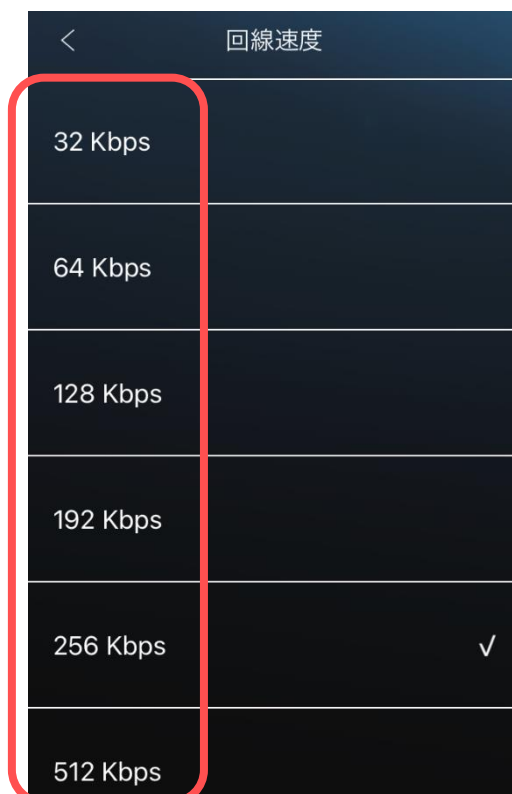 回線速度
32 Kbps
64 Kbps
128 Kbps
192 Kbps
256 Kbps
512 Kbps